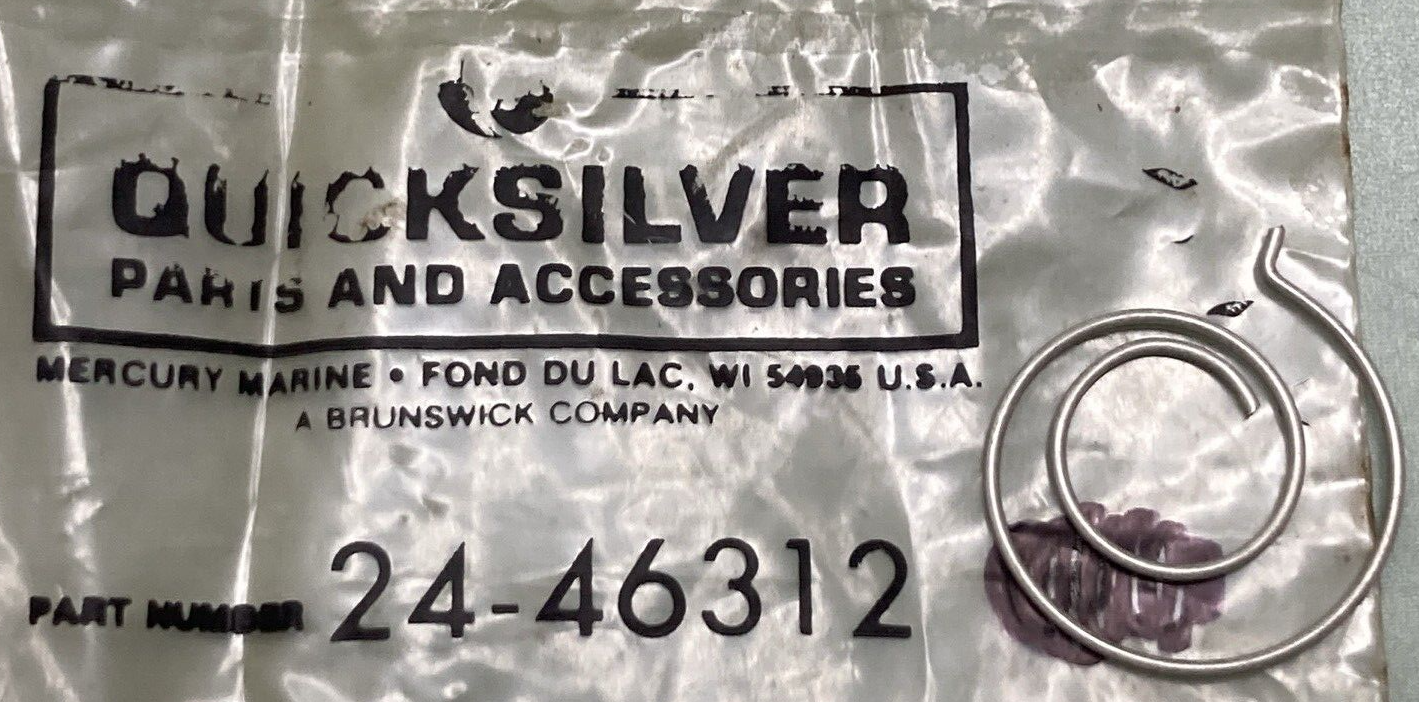 QUICKSILVER
PARTS AND ACCESSORIES
MERCURY MARINE • FOND DU LAC, WI 54935 U.S.A.
A BRUNSWICK COMPANY
PART NUMBER 24-46312